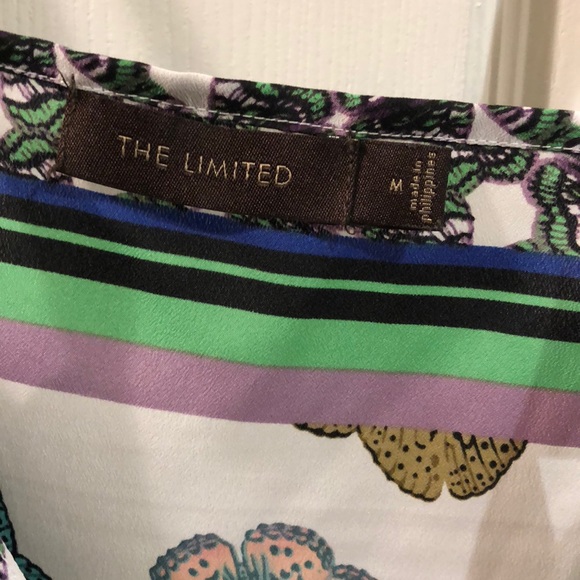 THE LIMITED
M
made in
philippines